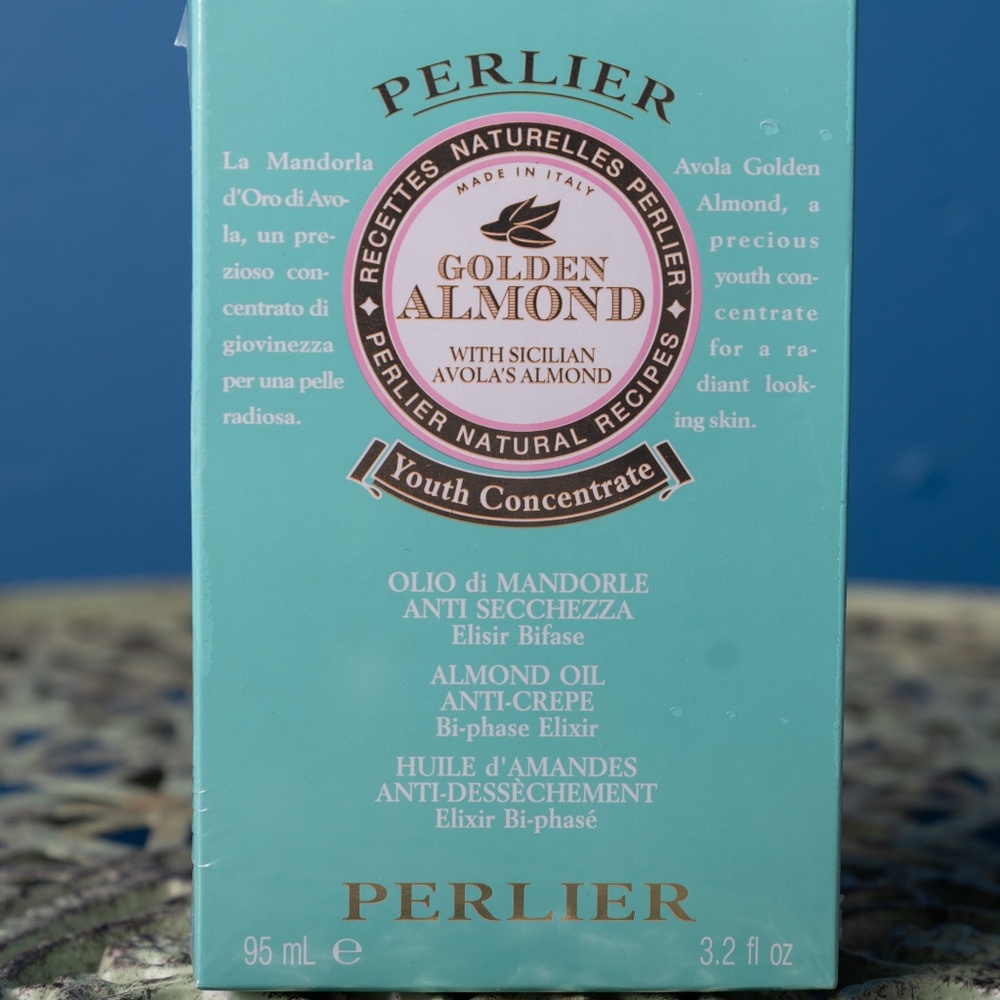 PERLIER
La Mandorla
d'Oro di Avo-
la, un pre-
zioso con-
centrato di
giovinezza
per una pelle
radiosa.
RECETTES NATURELLES PERLIER
MADE IN ITALY
GOLDEN
ALMOND
WITH SICILIAN
AVOLA'S ALMOND
PERLIER NATURAL RECIPES
Youth Concentrate
Avola Golden
Almond, a
precious
youth con-
centrate
for a ra-
diant look-
ing skin.
OLIO di MANDORLE
ANTI SECCHEZZA
Elisir Bifase
ALMOND OIL
ANTI-CREPE
Bi-phase Elixir
HUILE d'AMANDES
ANTI-DESSÈCHEMENT
Elixir Bi-phasé
PERLIER
95 mL ℮
3.2 fl oz